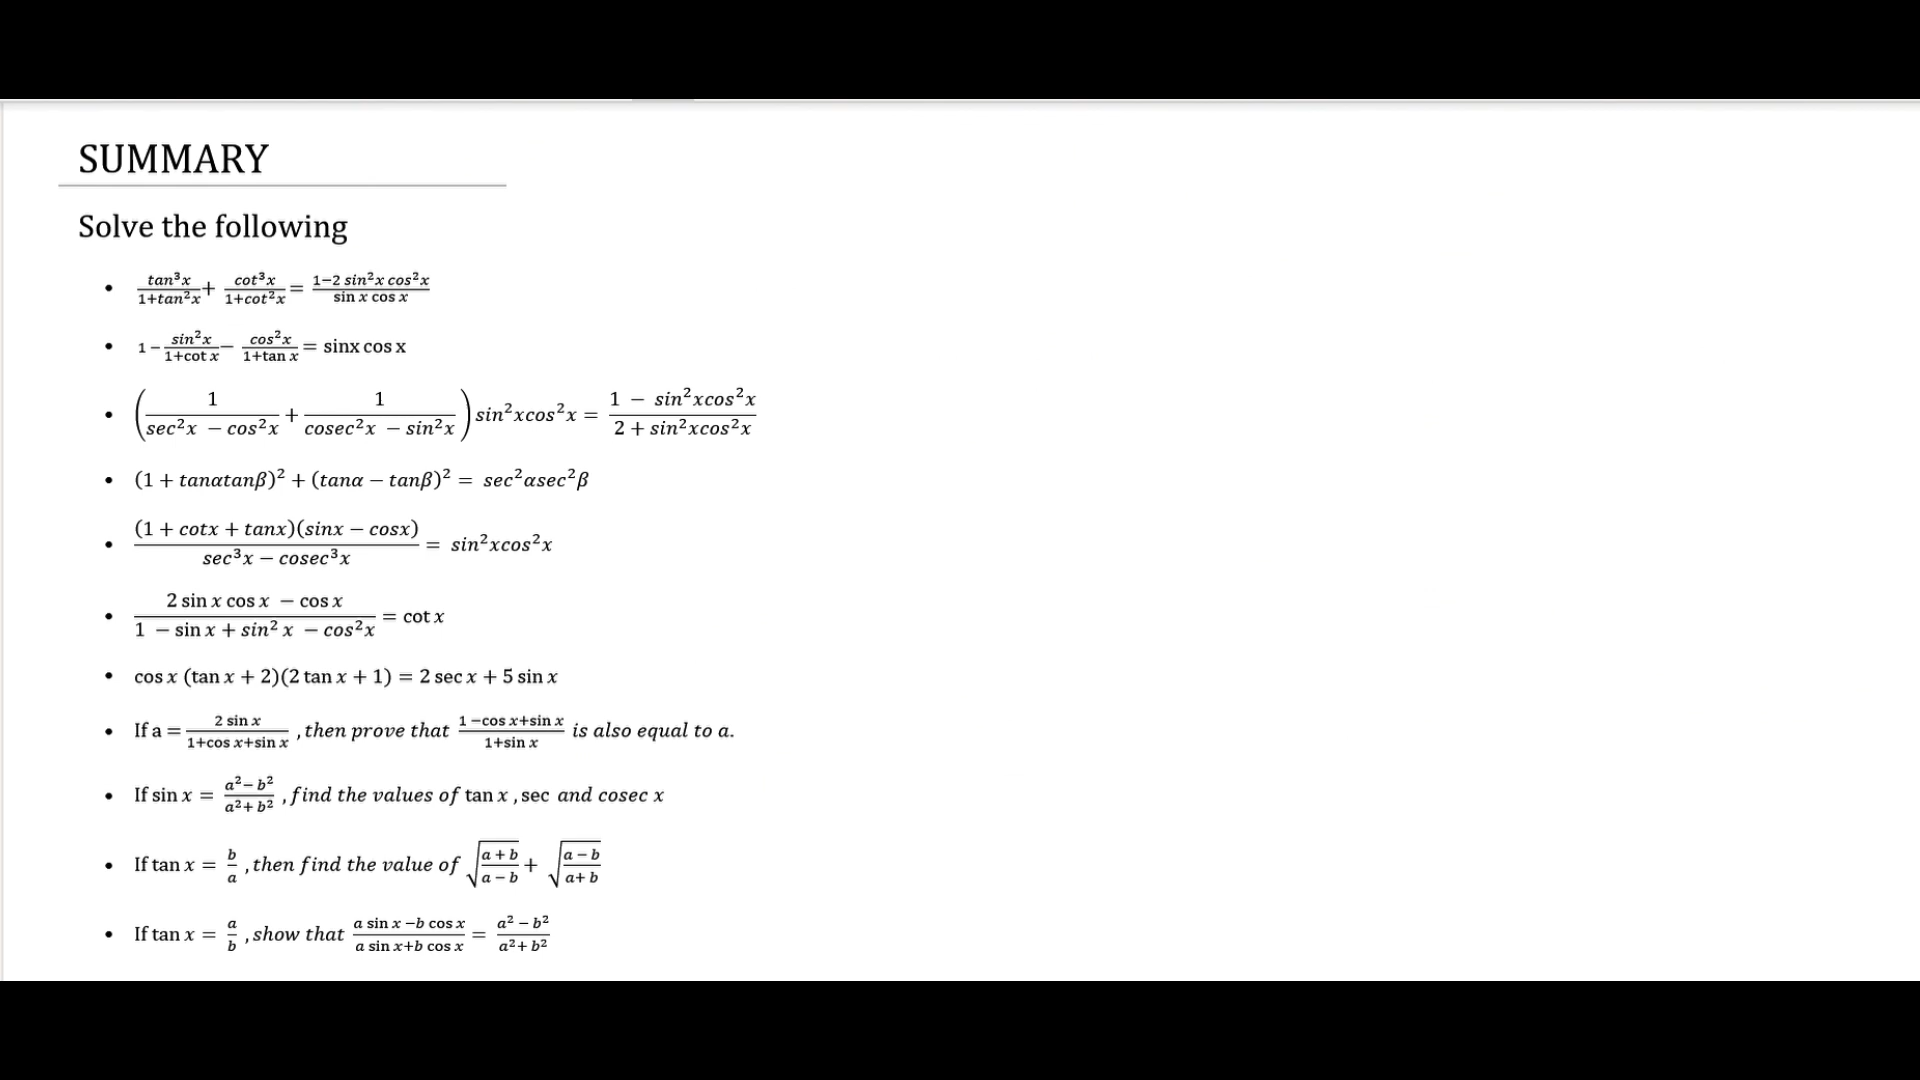 SUMMARY
Solve the following
• tan³x/1+tan²x + cot³x/1+cot²x = 1−2 sin²x cos²x/sin x cos x
• 1 − sin²x/1+cot x − cos²x/1+tan x = sinx cos x
• (1/sec²x − cos²x + 1/cosec²x − sin²x) sin²xcos²x = 1 − sin²xcos²x/2 + sin²xcos²x
• (1 + tanαtanβ)² + (tanα − tanβ)² = sec²αsec²β
• (1 + cotx + tanx)(sinx − cosx)/sec³x − cosec³x = sin²xcos²x
• 2 sin x cos x − cos x/1 − sin x + sin² x − cos²x = cot x
• cos x (tan x + 2)(2 tan x + 1) = 2 sec x + 5 sin x
• If a = 2 sin x/1+cos x+sin x , then prove that 1−cos x+sin x/1+sin x is also equal to a.
• If sin x = a²− b²/a²+ b² , find the values of tan x , sec and cosec x
• If tan x = b/a , then find the value of √a + b/a − b + √a − b/a+ b
• If tan x = a/b , show that a sin x −b cos x/a sin x+b cos x = a² − b²/a²+ b²